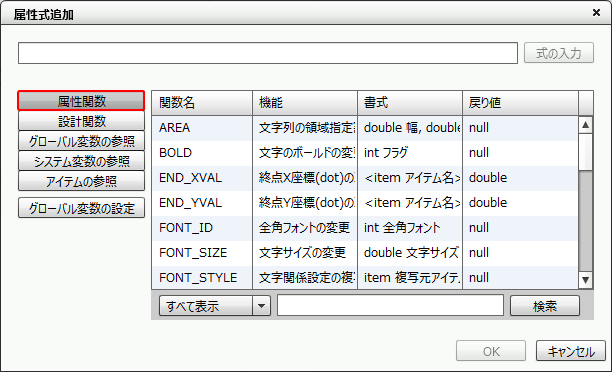 属性式追加
式の入力
属性関数
設計関数
グローバル変数の参照
システム変数の参照
アイテムの参照
グローバル変数の設定
関数名 機能 書式 戻り値
AREA 文字列の領域指定 double 幅, double null
BOLD 文字のボールドの変更 int フラグ null
END_XVAL 終点X座標(dot)の <item アイテム名> double
END_YVAL 終点Y座標(dot)の <item アイテム名> double
FONT_ID 全角フォントの変更 int 全角フォント null
FONT_SIZE 文字サイズの変更 double 文字サイズ null
FONT_STYLE 文字関係設定の複写 item 複写元アイテ null
すべて表示 検索
OK キャンセル